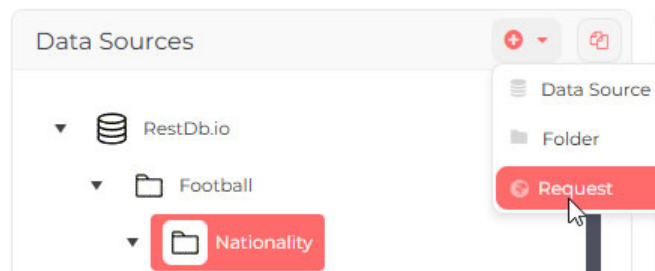 Data Sources
Data Source
RestDb.io
Folder
Football
Request
Nationality